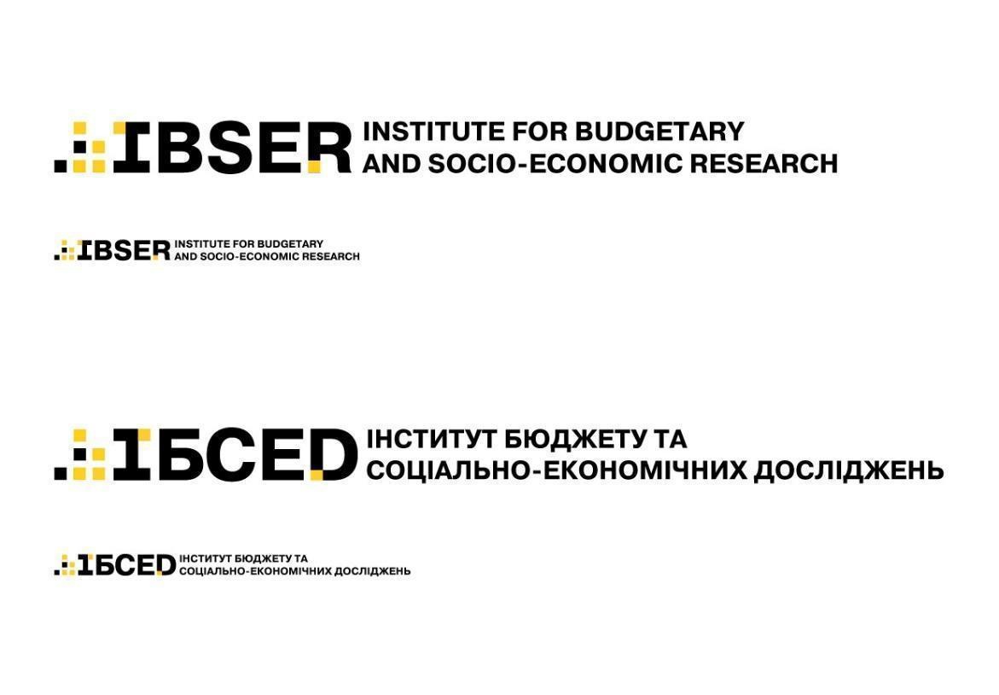 IBSER INSTITUTE FOR BUDGETARY
AND SOCIO-ECONOMIC RESEARCH
IBSER INSTITUTE FOR BUDGETARY
AND SOCIO-ECONOMIC RESEARCH
ІБСЕD ІНСТИТУТ БЮДЖЕТУ ТА
СОЦІАЛЬНО-ЕКОНОМІЧНИХ ДОСЛІДЖЕНЬ
ІБСЕD ІНСТИТУТ БЮДЖЕТУ ТА
СОЦІАЛЬНО-ЕКОНОМІЧНИХ ДОСЛІДЖЕНЬ